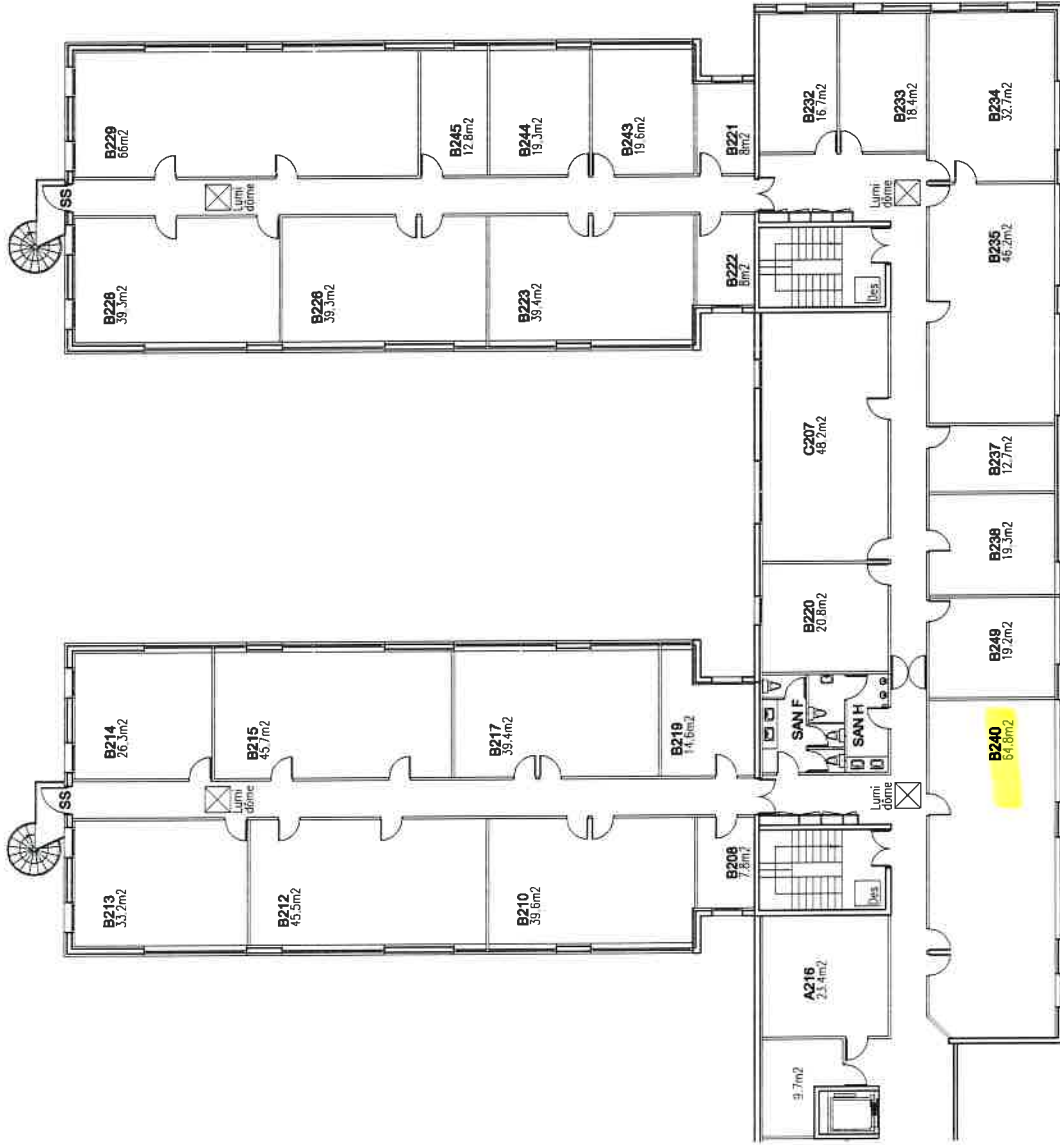 B229
66m2
B245
12.8m2
B244
19.3m2
B243
19.6m2
B221
8m2
B232
16.7m2
B233
18.4m2
B234
32.7m2
SS
Lumi
dôme
Lumi
dôme
B228
39.3m2
B226
39.3m2
B223
39.4m2
B222
8m2
Des
B235
46.2m2
C207
48.2m2
B237
12.7m2
B238
19.3m2
B220
20.8m2
B249
19.2m2
B214
26.3m2
B215
45.7m2
B217
39.4m2
B219
14.6m2
SAN F
SAN H
B240
64.8m2
SS
Lumi
dôme
Lumi
dôme
B213
33.2m2
B212
45.5m2
B210
39.6m2
B208
7.8m2
Des
A216
23.4m2
9.7m2